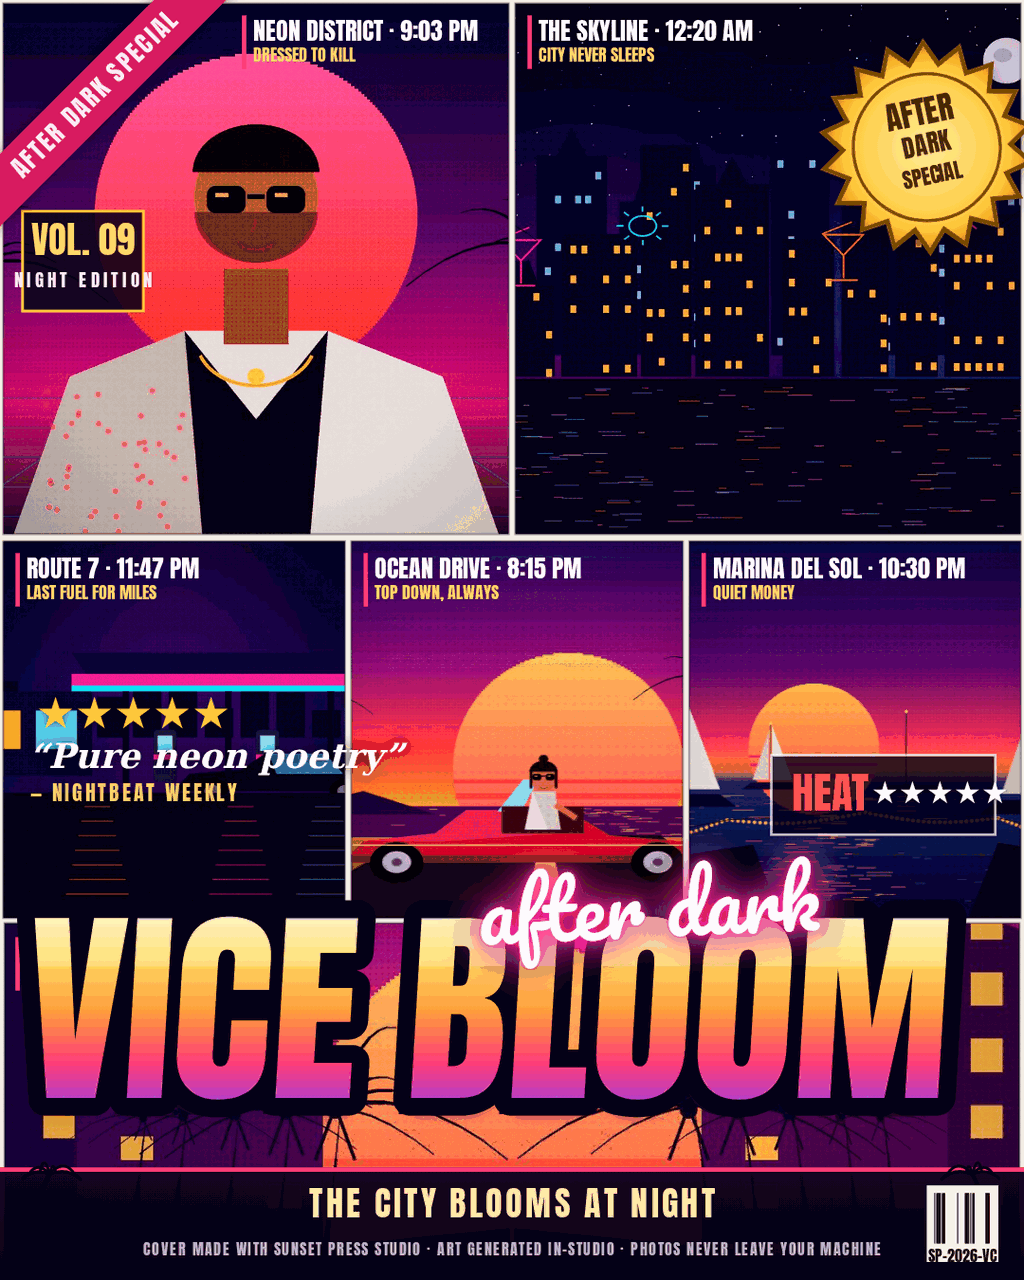 AFTER DARK SPECIAL
NEON DISTRICT · 9:03 PM
DRESSED TO KILL
THE SKYLINE · 12:20 AM
CITY NEVER SLEEPS
AFTER
DARK
SPECIAL
VOL. 09
NIGHT EDITION
ROUTE 7 · 11:47 PM
LAST FUEL FOR MILES
OCEAN DRIVE · 8:15 PM
TOP DOWN, ALWAYS
MARINA DEL SOL · 10:30 PM
QUIET MONEY
★★★★★
“Pure neon poetry”
– NIGHTBEAT WEEKLY
HEAT ★★★★★
after dark
VICE BLOOM
THE CITY BLOOMS AT NIGHT
COVER MADE WITH SUNSET PRESS STUDIO · ART GENERATED IN-STUDIO · PHOTOS NEVER LEAVE YOUR MACHINE
SP-2026-VC